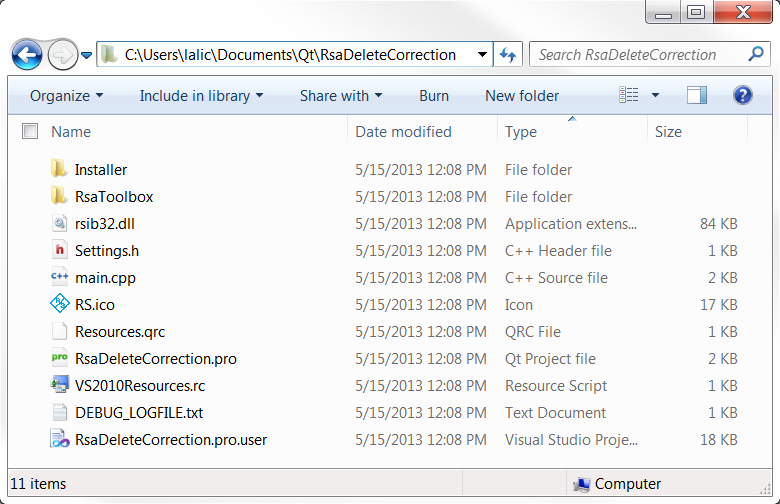 C:\Users\lalic\Documents\Qt\RsaDeleteCorrection Search RsaDeleteCorrection
Organize Include in library Share with Burn New folder
Name Date modified Type Size
Installer 5/15/2013 12:08 PM File folder
RsaToolbox 5/15/2013 12:08 PM File folder
rsib32.dll 5/15/2013 12:08 PM Application extens... 84 KB
Settings.h 5/15/2013 12:08 PM C++ Header file 1 KB
main.cpp 5/15/2013 12:08 PM C++ Source file 2 KB
RS.ico 5/15/2013 12:08 PM Icon 17 KB
Resources.qrc 5/15/2013 12:08 PM QRC File 1 KB
RsaDeleteCorrection.pro 5/15/2013 12:08 PM Qt Project file 2 KB
VS2010Resources.rc 5/15/2013 12:08 PM Resource Script 1 KB
DEBUG_LOGFILE.txt 5/15/2013 12:08 PM Text Document 1 KB
RsaDeleteCorrection.pro.user 5/15/2013 12:08 PM Visual Studio Proje... 18 KB
11 items Computer